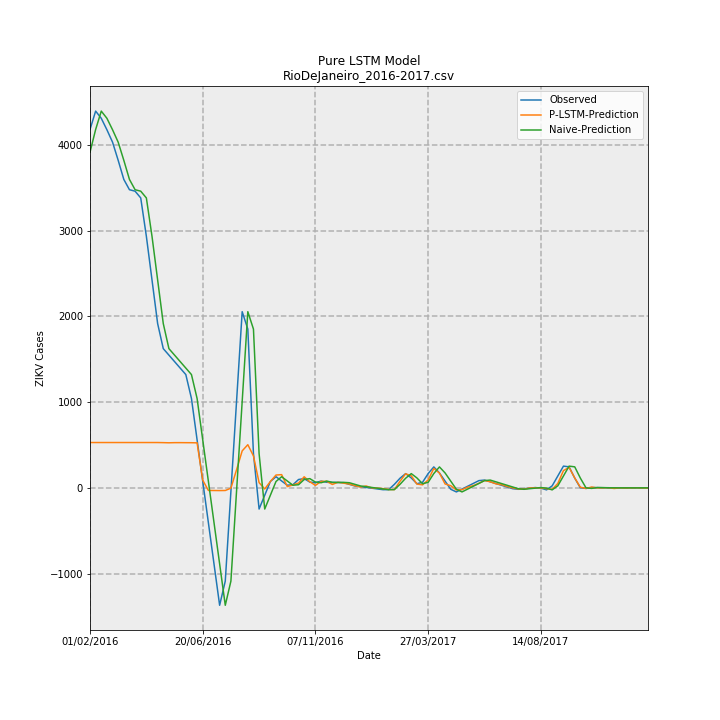 Pure LSTM Model
RioDeJaneiro_2016-2017.csv
Observed
P-LSTM-Prediction
Naive-Prediction
ZIKV Cases
4000
3000
2000
1000
0
−1000
01/02/2016
20/06/2016
07/11/2016
27/03/2017
14/08/2017
Date